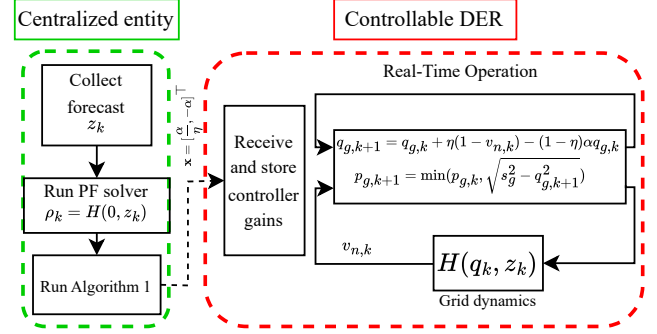 Centralized entity
Controllable DER
Collect
forecast
z_k
Run PF solver
ρ_k = H(0, z_k)
Run Algorithm 1
x = [α/η, −α]^⊤
Receive
and store
controller
gains
Real-Time Operation
q_{g,k+1} = q_{g,k} + η(1 − v_{n,k}) − (1 − η)αq_{g,k}
p_{g,k+1} = min(p_{g,k}, √(s_g^2 − q_{g,k+1}^2))
v_{n,k}
H(q_k, z_k)
Grid dynamics